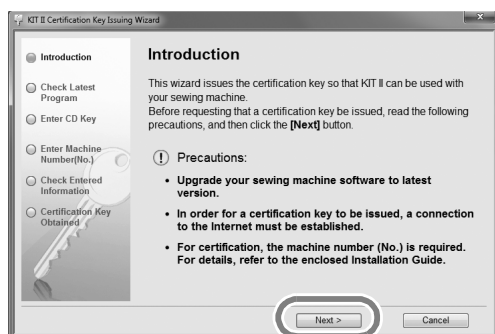 KIT II Certification Key Issuing Wizard
Introduction
Check Latest
Program
Enter CD Key
Enter Machine
Number(No.)
Check Entered
Information
Certification Key
Obtained
Introduction
This wizard issues the certification key so that KIT II can be used with
your sewing machine.
Before requesting that a certification key be issued, read the following
precautions, and then click the [Next] button.
Precautions:
• Upgrade your sewing machine software to latest
version.
• In order for a certification key to be issued, a connection
to the Internet must be established.
• For certification, the machine number (No.) is required.
For details, refer to the enclosed Installation Guide.
Next >
Cancel